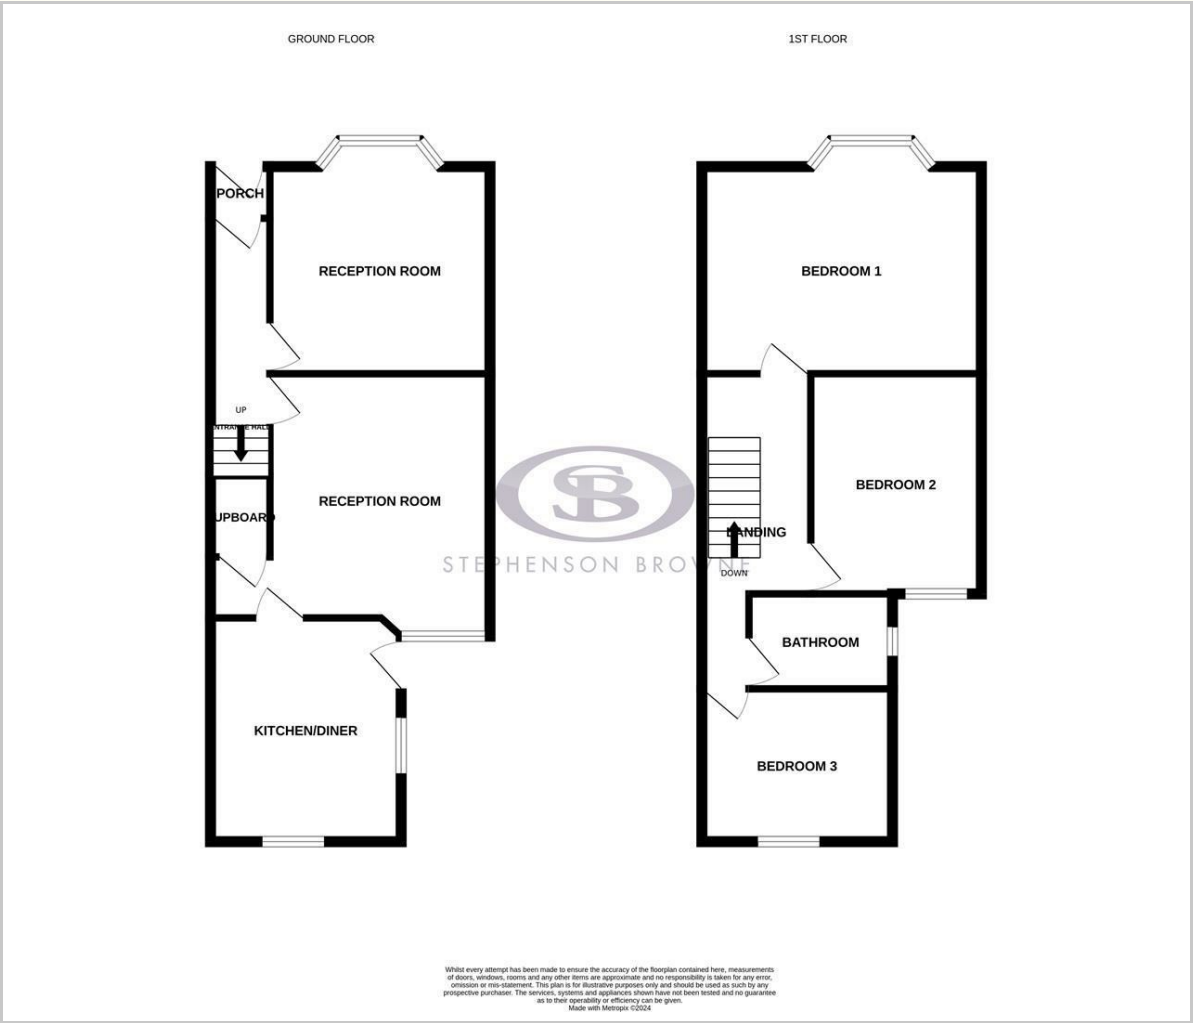 GROUND FLOOR
1ST FLOOR
PORCH
RECEPTION ROOM
BEDROOM 1
UP
ENTRANCE HALL
RECEPTION ROOM
BEDROOM 2
UPBOARD
LANDING
DOWN
SB
STEPHENSON BROWNE
KITCHEN/DINER
BATHROOM
BEDROOM 3
Whilst every attempt has been made to ensure the accuracy of the floorplan contained here, measurements
of doors, windows, rooms and any other items are approximate and no responsibility is taken for any error,
omission or mis-statement. This plan is for illustrative purposes only and should be used as such by any
prospective purchaser. The services, systems and appliances shown have not been tested and no guarantee
as to their operability or efficiency can be given.
Made with Metropix ©2024